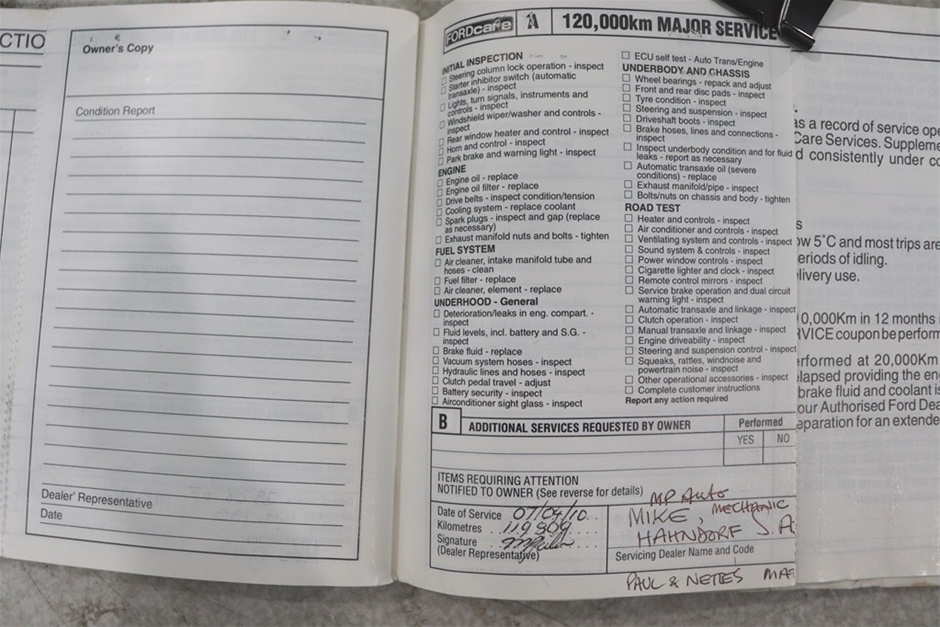 CTIO
Owner's Copy
Condition Report
Dealer' Representative
Date
FORDcare
A
120,000km MAJOR SERVICE
INITIAL INSPECTION
Steering column lock operation - inspect
Starter inhibitor switch (automatic
transaxle) - inspect
Lights, turn signals, instruments and
controls - inspect
Windshield wiper/washer and controls -
inspect
Rear window heater and control - inspect
Horn and control - inspect
Park brake and warning light - inspect
ENGINE
Engine oil - replace
Engine oil filter - replace
Drive belts - inspect condition/tension
Cooling system - replace coolant
Spark plugs - inspect and gap (replace
as necessary)
Exhaust manifold nuts and bolts - tighten
FUEL SYSTEM
Air cleaner, intake manifold tube and
hoses - clean
Fuel filter - replace
Air cleaner, element - replace
UNDERHOOD - General
Deterioration/leaks in eng. compart. -
inspect
Fluid levels, incl. battery and S.G. -
inspect
Brake fluid - replace
Vacuum system hoses - inspect
Hydraulic lines and hoses - inspect
Clutch pedal travel - adjust
Battery security - inspect
Airconditioner sight glass - inspect
ECU self test - Auto Trans/Engine
UNDERBODY AND CHASSIS
Wheel bearings - repack and adjust
Front and rear disc pads - inspect
Tyre condition - inspect
Steering and suspension - inspect
Driveshaft boots - inspect
Brake hoses, lines and connections -
inspect
Inspect underbody condition and for fluid
leaks - report as necessary
Automatic transaxle oil (severe
conditions) - replace
Exhaust manifold/pipe - inspect
Bolts/nuts on chassis and body - tighten
ROAD TEST
Heater and controls - inspect
Air conditioner and controls - inspect
Ventilating system and controls - inspect
Sound system & controls - inspect
Power window controls - inspect
Cigarette lighter and clock - inspect
Remote control mirrors - inspect
Service brake operation and dual circuit
warning light - inspect
Automatic transaxle and linkage - inspect
Clutch operation - inspect
Manual transaxle and linkage - inspect
Engine driveability - inspect
Steering and suspension control - inspect
Squeaks, rattles, windnoise and
powertrain noise - inspect
Other operational accessories - inspect
Complete customer instructions
Report any action required
B
ADDITIONAL SERVICES REQUESTED BY OWNER
Performed
YES NO
ITEMS REQUIRING ATTENTION
NOTIFIED TO OWNER (See reverse for details)
Date of Service 07/04/10
Kilometres 119809
Signature
(Dealer Representative)
MP Auto
MIKE, MECHANIC
HAHNDORF S.A
Servicing Dealer Name and Code
PAUL & NETTES
as a record of service ope
Care Services. Suppleme
d consistently under co
s
ow 5°C and most trips are
eriods of idling.
livery use.
0,000Km in 12 months
RVICE coupon be perform
erformed at 20,000Km
elapsed providing the eng
brake fluid and coolant is
our Authorised Ford Dea
eparation for an extende